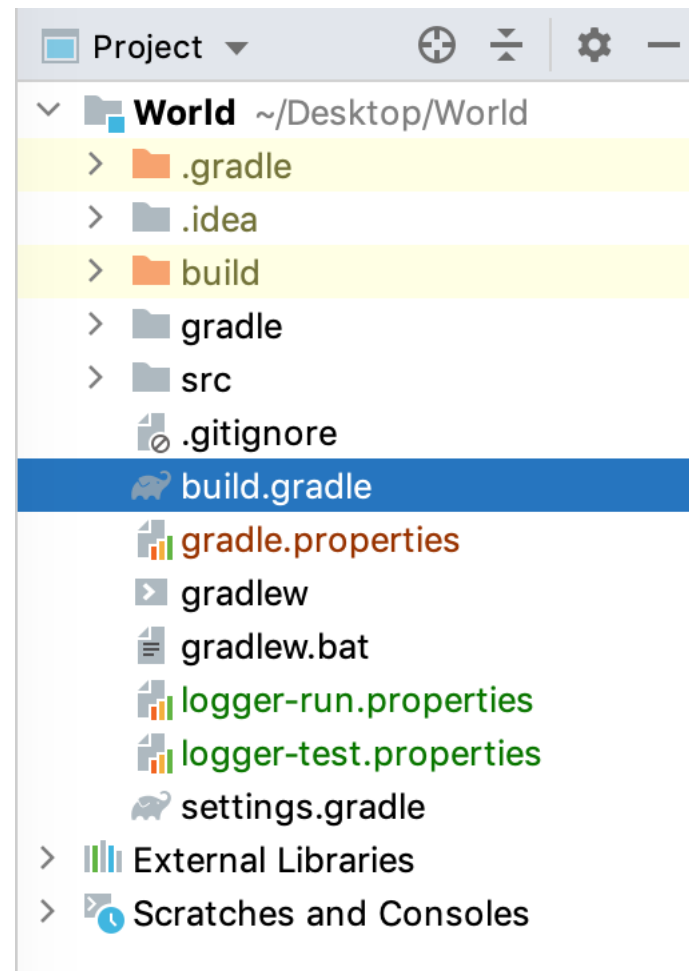 Project
World ~/Desktop/World
.gradle
.idea
build
gradle
src
.gitignore
build.gradle
gradle.properties
gradlew
gradlew.bat
logger-run.properties
logger-test.properties
settings.gradle
External Libraries
Scratches and Consoles